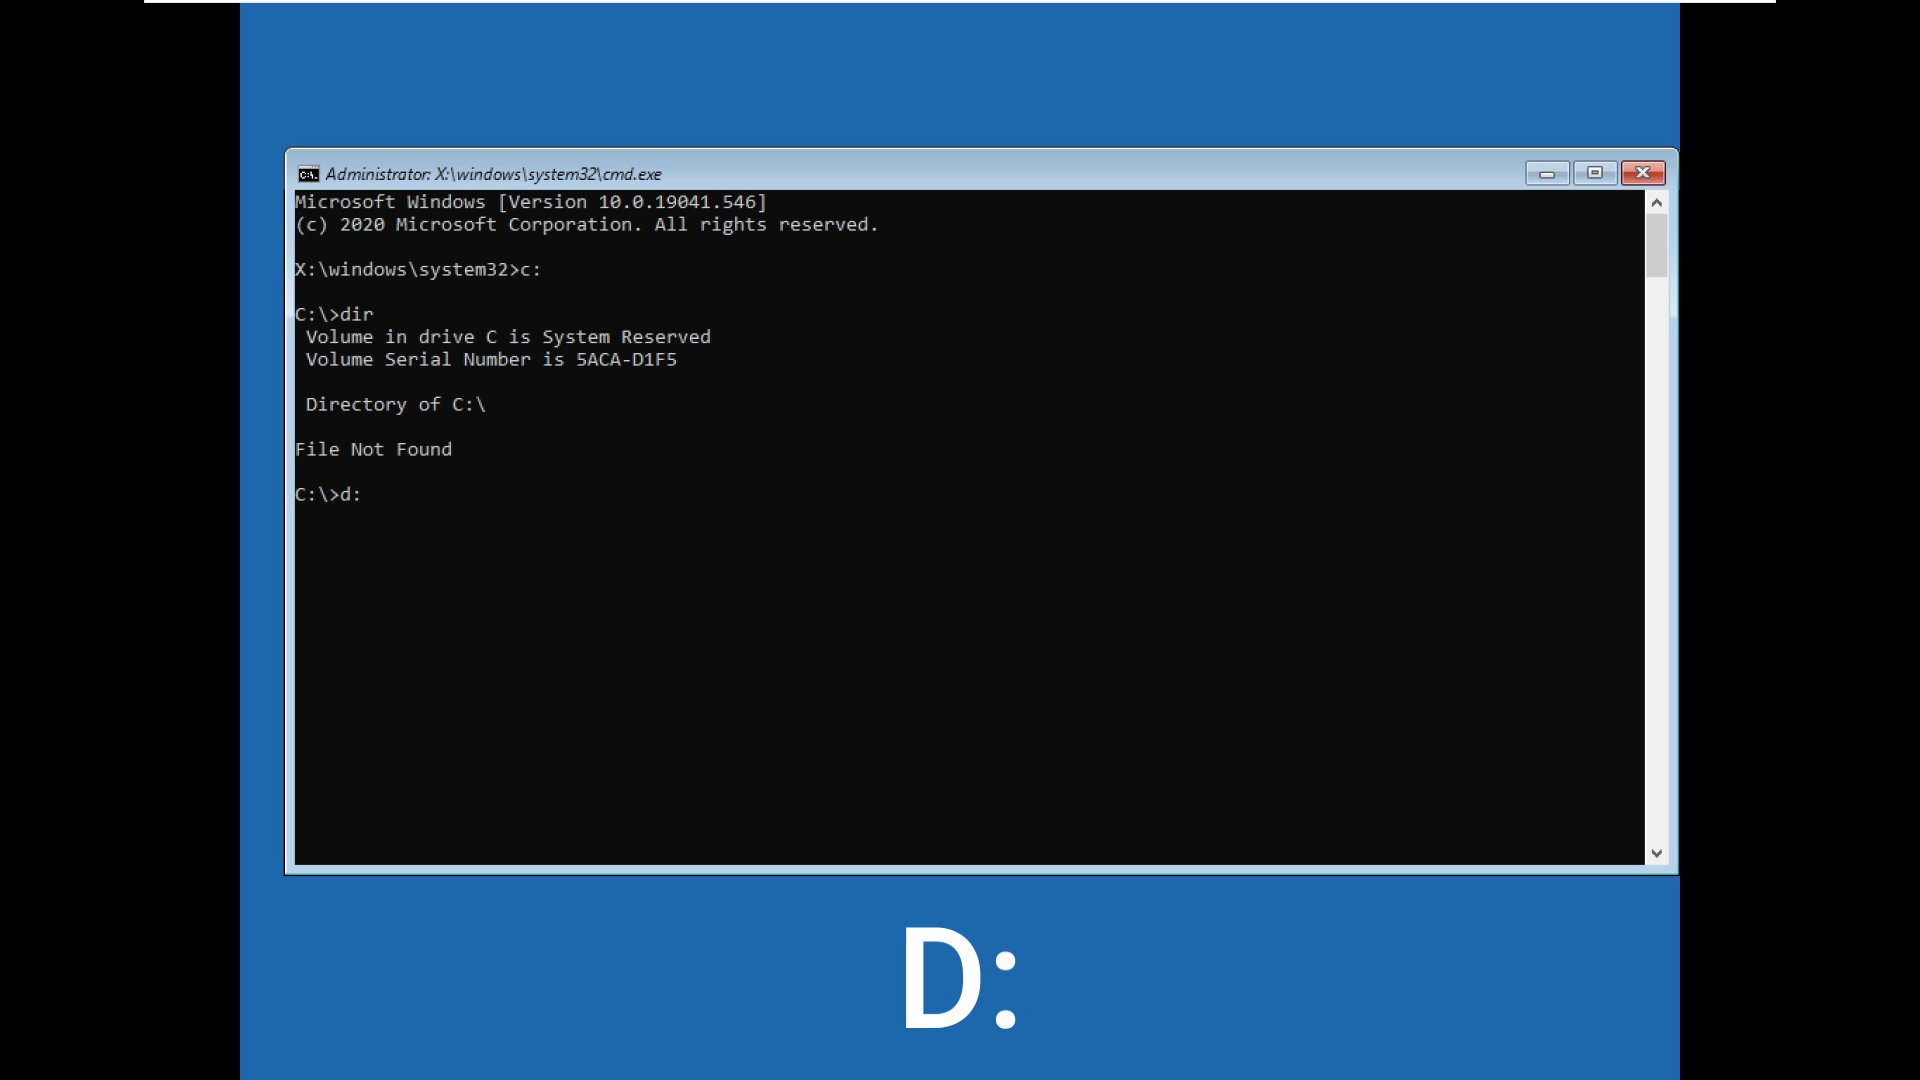 Administrator: X:\windows\system32\cmd.exe
Microsoft Windows [Version 10.0.19041.546]
(c) 2020 Microsoft Corporation. All rights reserved.
X:\windows\system32>c:
C:\>dir
Volume in drive C is System Reserved
Volume Serial Number is 5ACA-D1F5
Directory of C:\
File Not Found
C:\>d:
D: